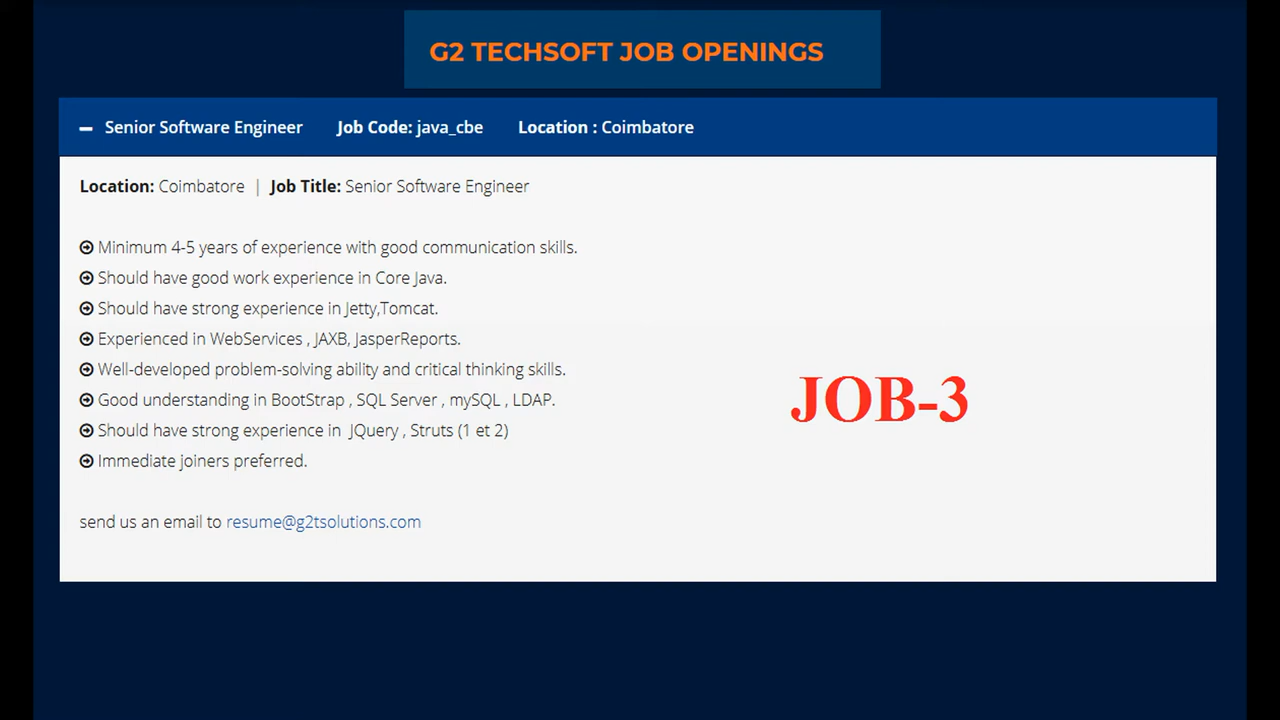 G2 TECHSOFT JOB OPENINGS
Senior Software Engineer Job Code: java_cbe Location : Coimbatore
Location: Coimbatore | Job Title: Senior Software Engineer
Minimum 4-5 years of experience with good communication skills.
Should have good work experience in Core Java.
Should have strong experience in Jetty,Tomcat.
Experienced in WebServices , JAXB, JasperReports.
Well-developed problem-solving ability and critical thinking skills.
Good understanding in BootStrap , SQL Server , mySQL , LDAP.
Should have strong experience in JQuery , Struts (1 et 2)
Immediate joiners preferred.
JOB-3
send us an email to resume@g2tsolutions.com